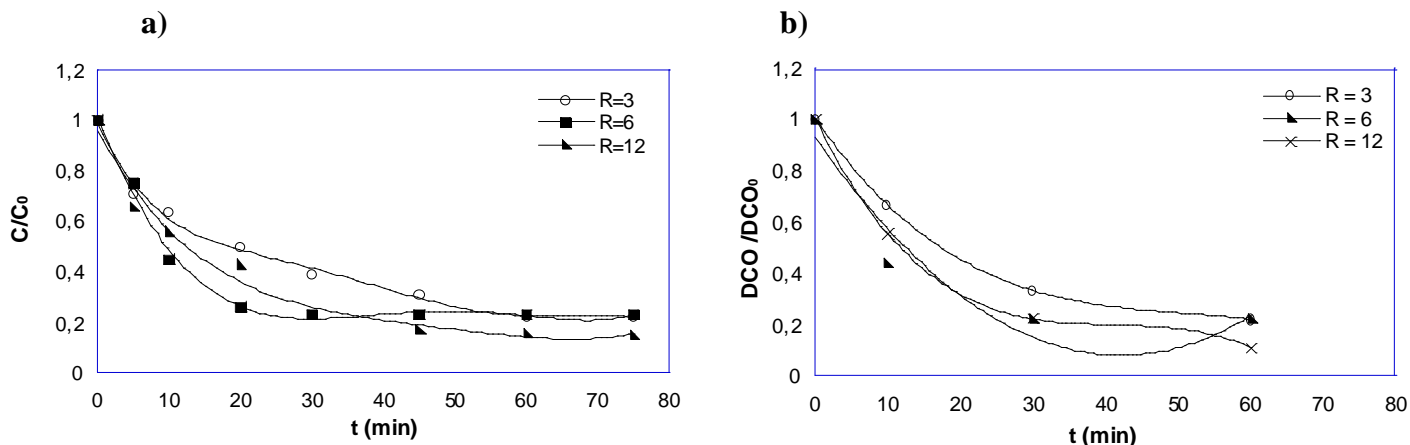 a)
1,2
1
0,8
0,6
0,4
0,2
0
C/C₀
R=3
R=6
R=12
0 10 20 30 40 50 60 70 80
t (min)
b)
1,2
1
0,8
0,6
0,4
0,2
0
DCO /DCO₀
R = 3
R = 6
R = 12
0 10 20 30 40 50 60 70 80
t (min)